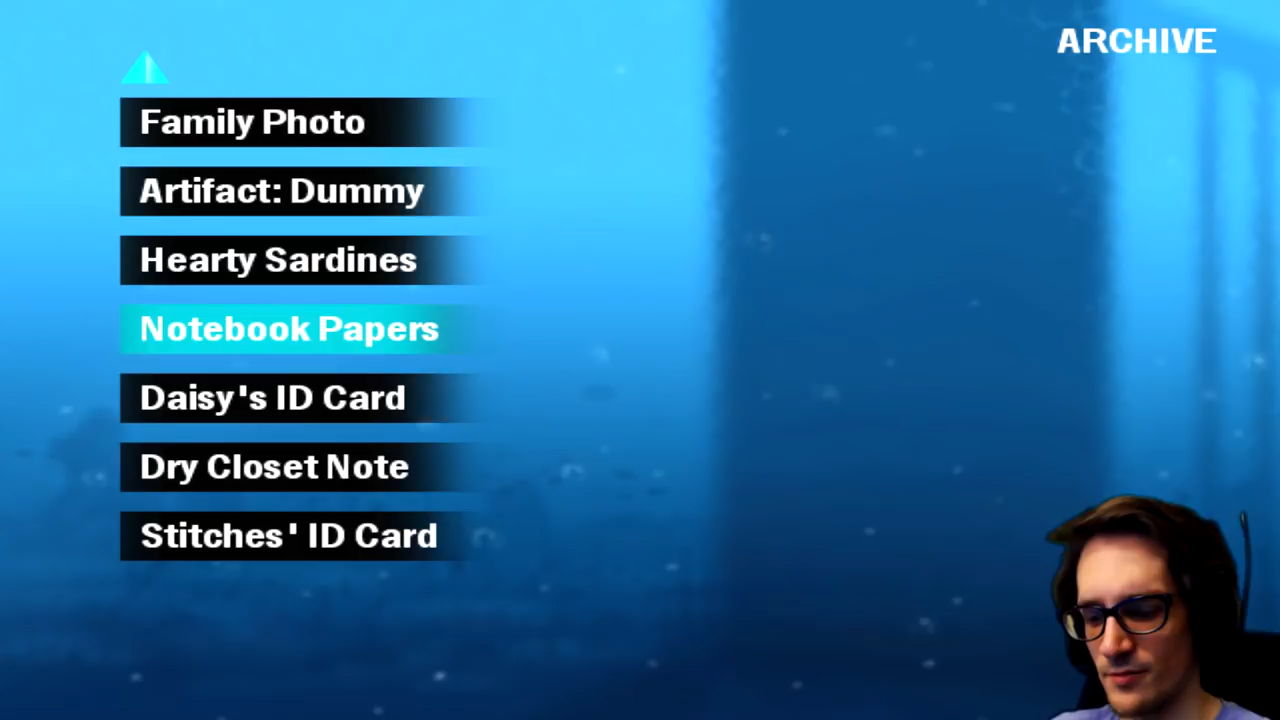 ARCHIVE
Family Photo
Artifact: Dummy
Hearty Sardines
Notebook Papers
Daisy's ID Card
Dry Closet Note
Stitches' ID Card